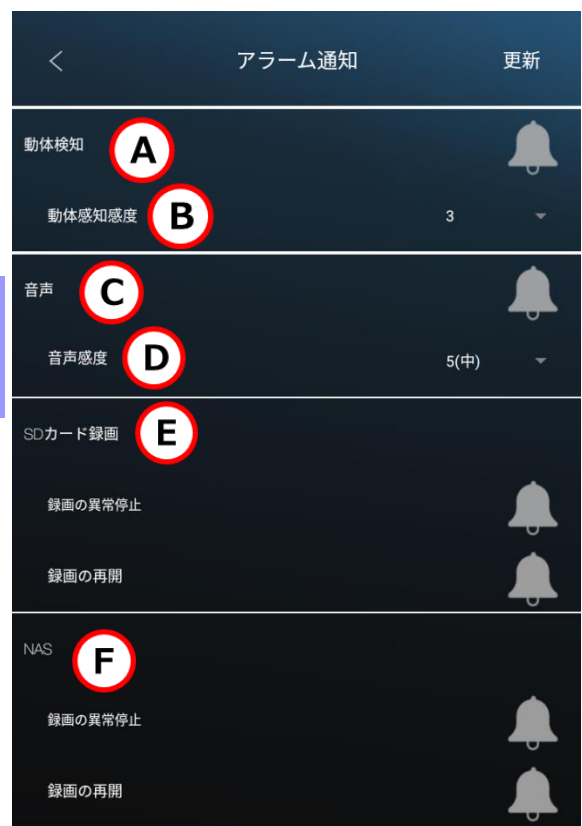 アラーム通知 更新
動体検知 A
動体感知感度 B 3
音声 C
音声感度 D 5(中)
SDカード録画 E
録画の異常停止
録画の再開
NAS F
録画の異常停止
録画の再開